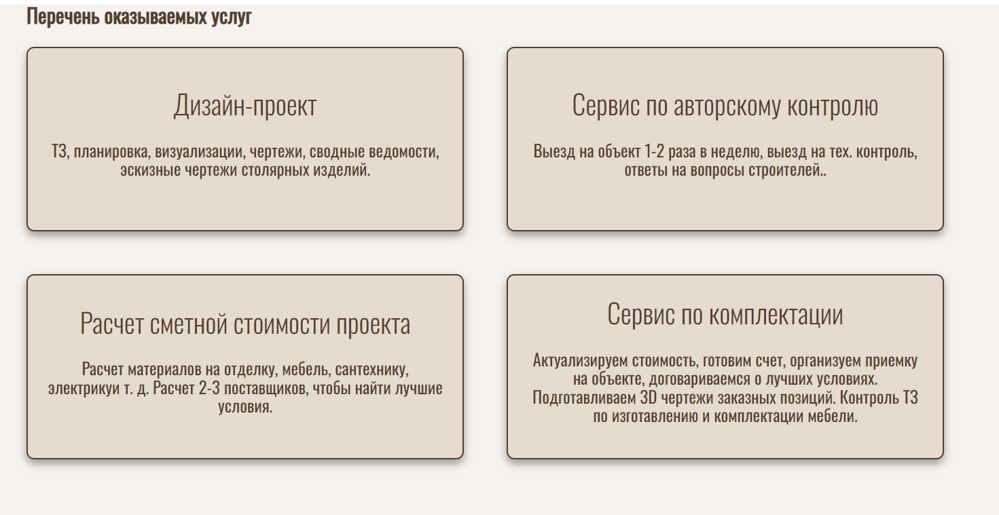 Перечень оказываемых услуг
Дизайн-проект
ТЗ, планировка, визуализации, чертежи, сводные ведомости,
эскизные чертежи столярных изделий.
Сервис по авторскому контролю
Выезд на объект 1-2 раза в неделю, выезд на тех. контроль,
ответы на вопросы строителей..
Расчет сметной стоимости проекта
Расчет материалов на отделку, мебель, сантехнику,
электрикуи т. д. Расчет 2-3 поставщиков, чтобы найти лучшие
условия.
Сервис по комплектации
Актуализируем стоимость, готовим счет, организуем приемку
на объекте, договариваемся о лучших условиях.
Подготавливаем 3D чертежи заказных позиций. Контроль ТЗ
по изготавлению и комплектации мебели.